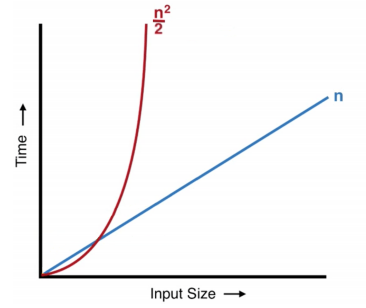 n²
2
n
Time →
Input Size →